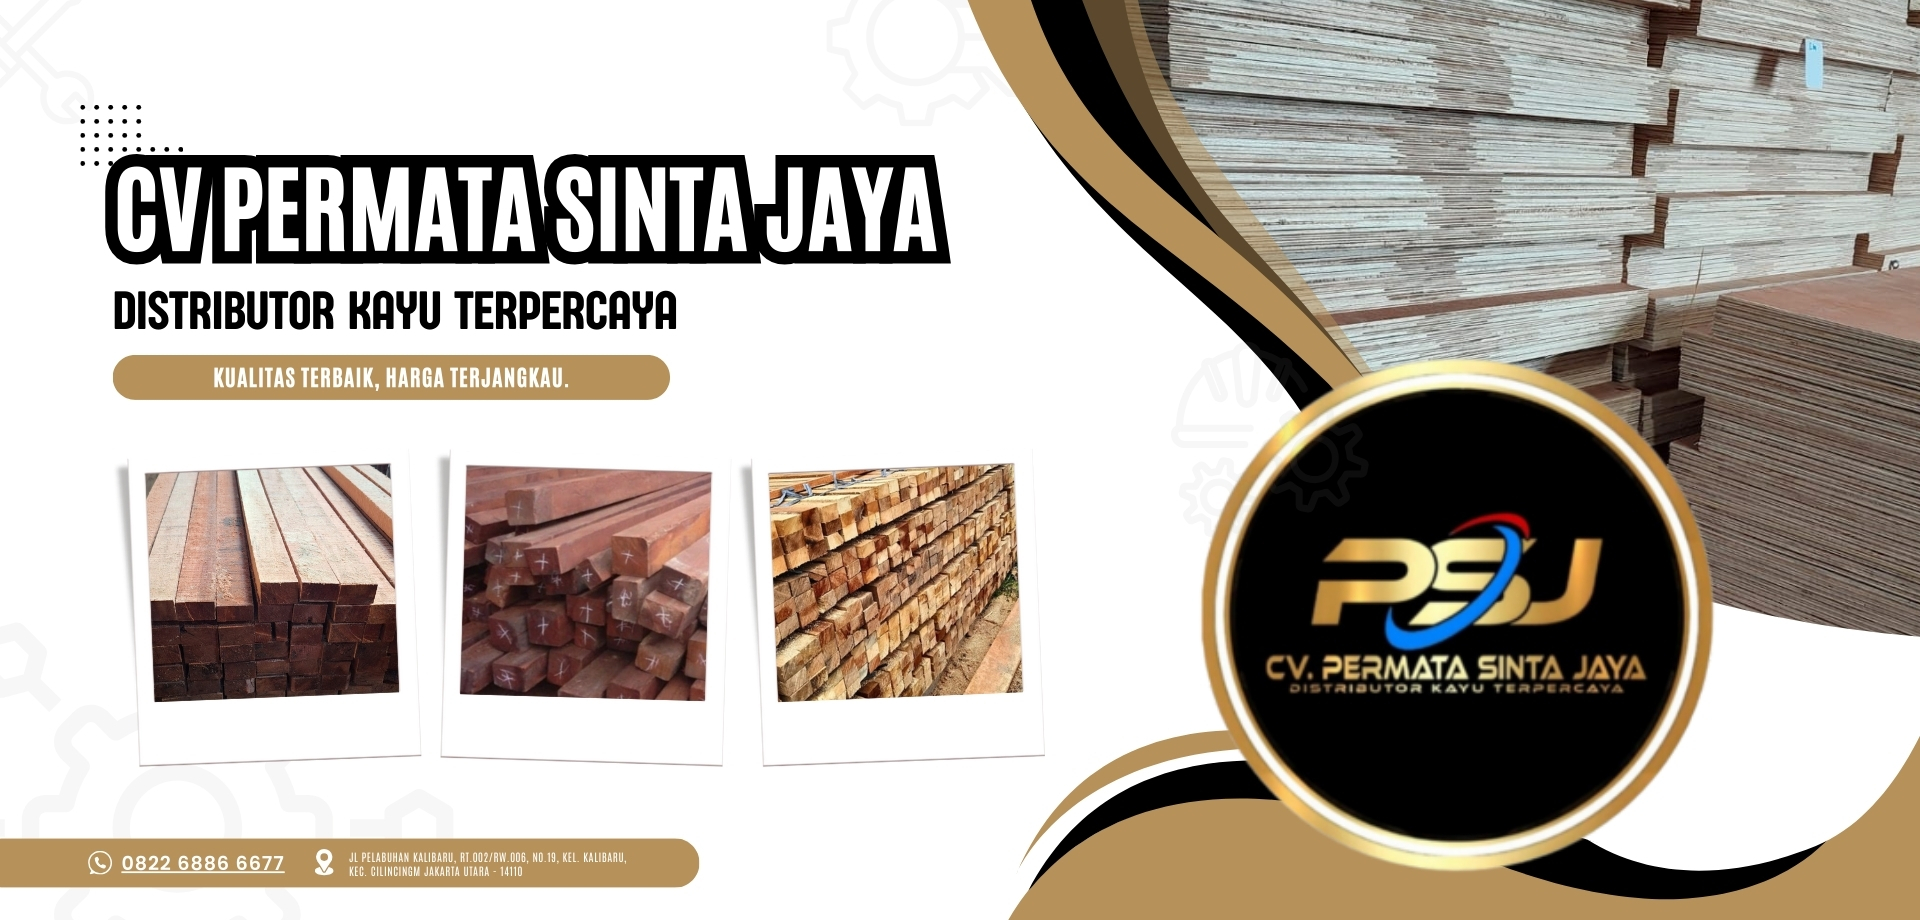 CV PERMATA SINTA JAYA
DISTRIBUTOR KAYU TERPERCAYA
KUALITAS TERBAIK, HARGA TERJANGKAU.
PSJ
CV. PERMATA SINTA JAYA
DISTRIBUTOR KAYU TERPERCAYA
0822 6886 6677
JL PELABUHAN KALIBARU, RT.002/RW.006, NO.19, KEL. KALIBARU,
KEC. CILINCINGM JAKARTA UTARA - 14110